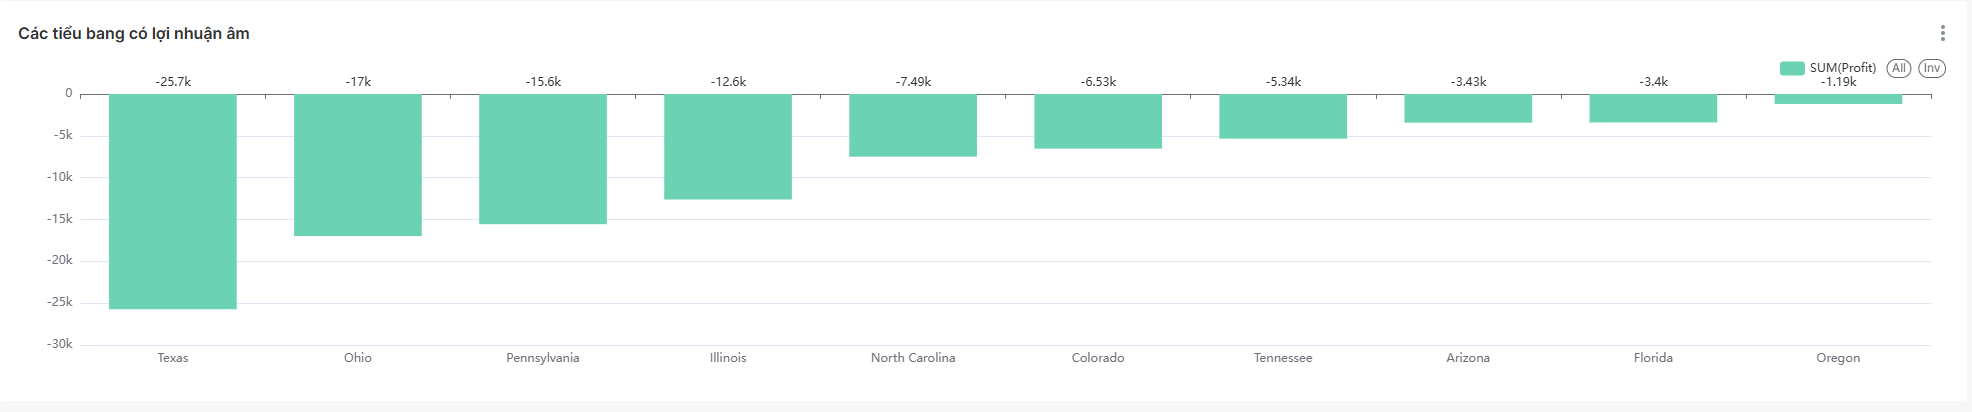 Các tiểu bang có lợi nhuận âm
SUM(Profit) All Inv
-25.7k -17k -15.6k -12.6k -7.49k -6.53k -5.34k -3.43k -3.4k -1.19k
0
-5k
-10k
-15k
-20k
-25k
-30k
Texas Ohio Pennsylvania Illinois North Carolina Colorado Tennessee Arizona Florida Oregon